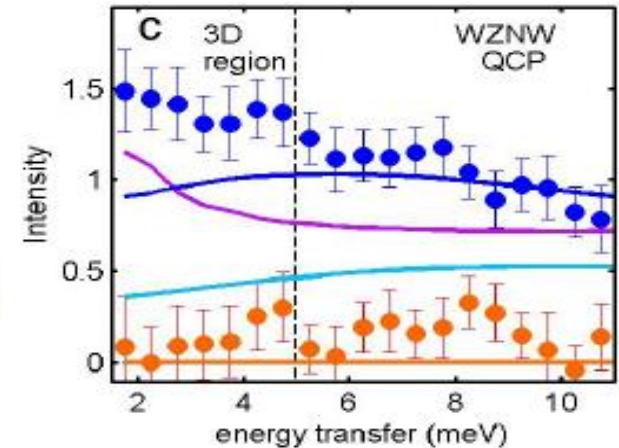 C
3D
region
WZNW
QCP
1.5
1
0.5
0
Intensity
2 4 6 8 10
energy transfer (meV)